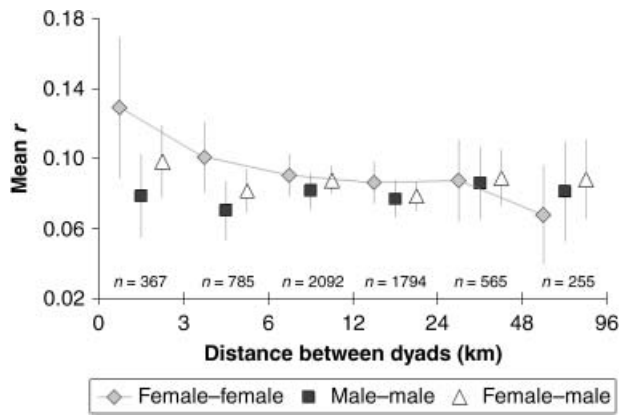 0.18
0.14
0.10
0.06
0.02
Mean r
n = 367 n = 785 n = 2092 n = 1794 n = 565 n = 255
0 3 6 12 24 48 96
Distance between dyads (km)
Female–female Male–male Female–male